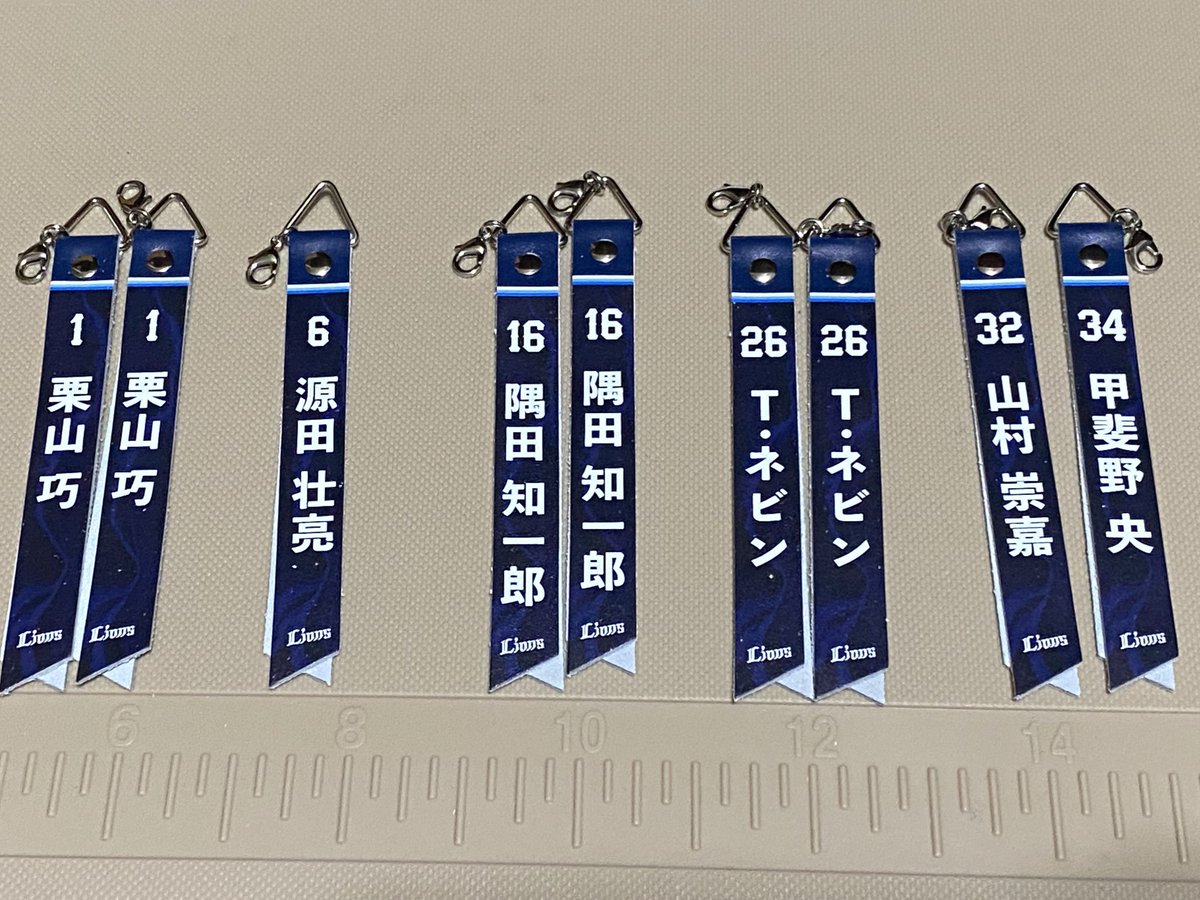 1
栗山 巧
Lions
1
栗山 巧
Lions
6
源田 壮亮
Lions
16
隅田 知一郎
Lions
16
隅田 知一郎
Lions
26
T・ネビン
Lions
26
T・ネビン
Lions
32
山村 崇嘉
Lions
34
甲斐野 央
Lions
6 8 10 12 14